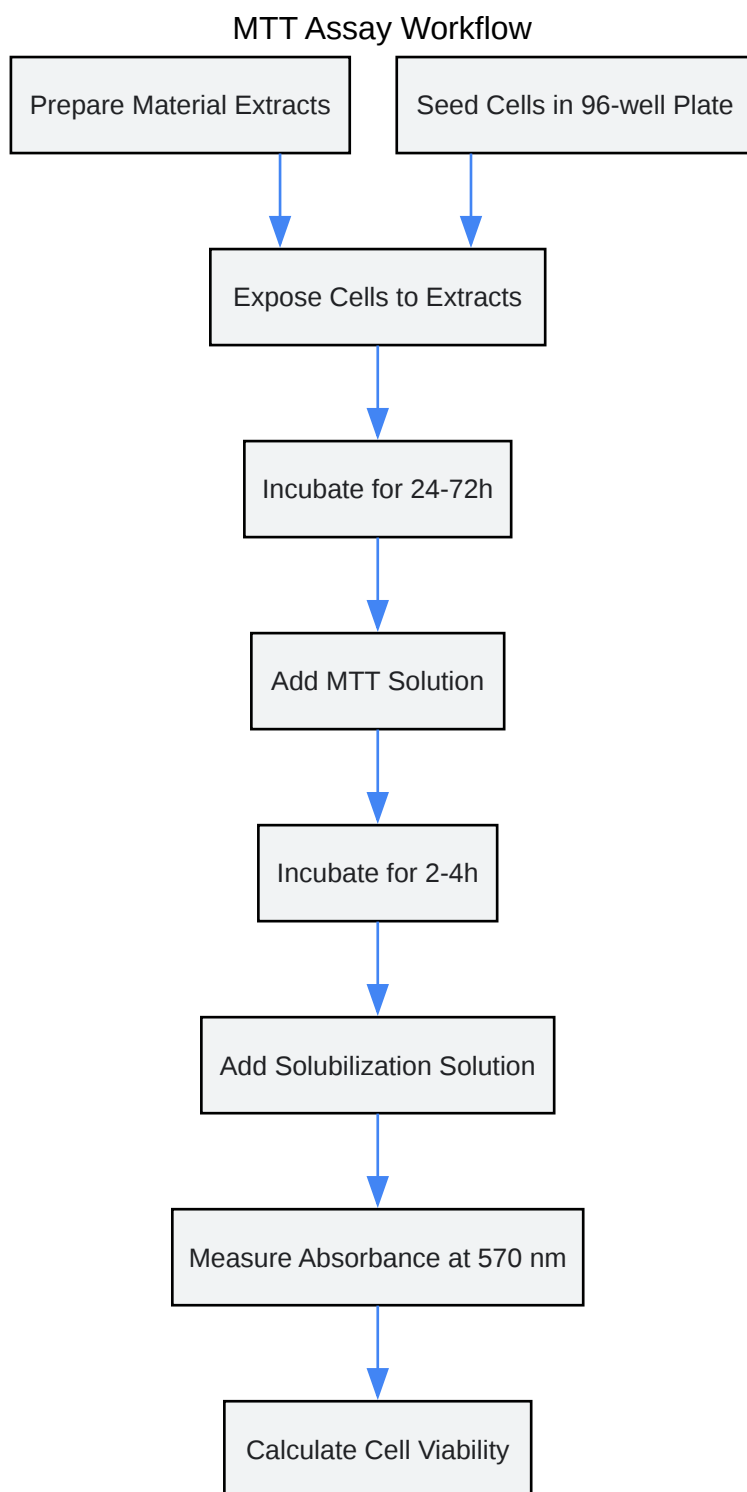 MTT Assay Workflow
Prepare Material Extracts
Seed Cells in 96-well Plate
Expose Cells to Extracts
Incubate for 24-72h
Add MTT Solution
Incubate for 2-4h
Add Solubilization Solution
Measure Absorbance at 570 nm
Calculate Cell Viability